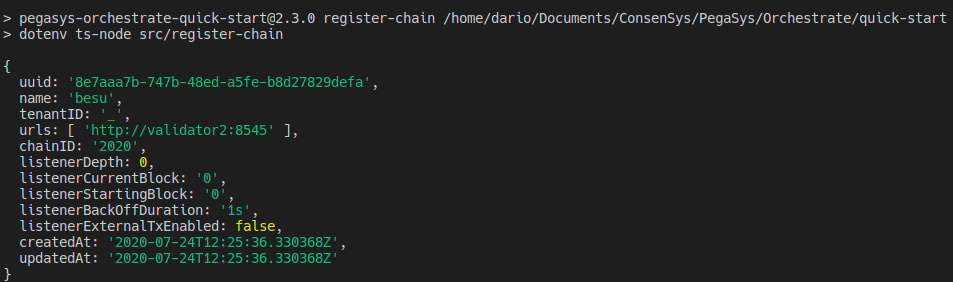 > pegasys-orchestrate-quick-start@2.3.0 register-chain /home/dario/Documents/ConsenSys/PegaSys/Orchestrate/quick-start
> dotenv ts-node src/register-chain
{
  uuid: '8e7aaa7b-747b-48ed-a5fe-b8d27829defa',
  name: 'besu',
  tenantID: '_',
  urls: [ 'http://validator2:8545' ],
  chainID: '2020',
  listenerDepth: 0,
  listenerCurrentBlock: '0',
  listenerStartingBlock: '0',
  listenerBackOffDuration: '1s',
  listenerExternalTxEnabled: false,
  createdAt: '2020-07-24T12:25:36.330368Z',
  updatedAt: '2020-07-24T12:25:36.330368Z'
}